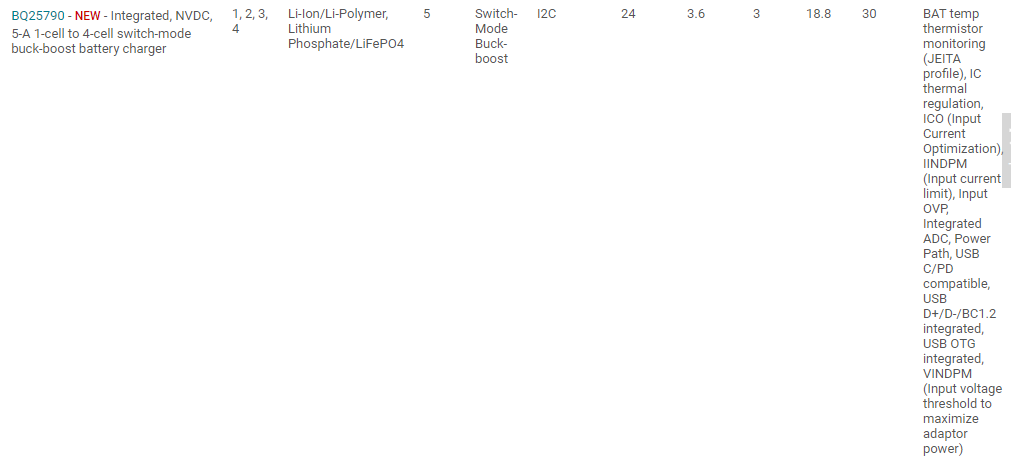 BQ25790 - NEW - Integrated, NVDC,
5-A 1-cell to 4-cell switch-mode
buck-boost battery charger
1, 2, 3,
4
Li-Ion/Li-Polymer,
Lithium
Phosphate/LiFePO4
5
Switch-
Mode
Buck-
boost
I2C
24
3.6
3
18.8
30
BAT temp
thermistor
monitoring
(JEITA
profile), IC
thermal
regulation,
ICO (Input
Current
Optimization),
IINDPM
(Input current
limit), Input
OVP,
Integrated
ADC, Power
Path, USB
C/PD
compatible,
USB
D+/D-/BC1.2
integrated,
USB OTG
integrated,
VINDPM
(Input voltage
threshold to
maximize
adaptor
power)